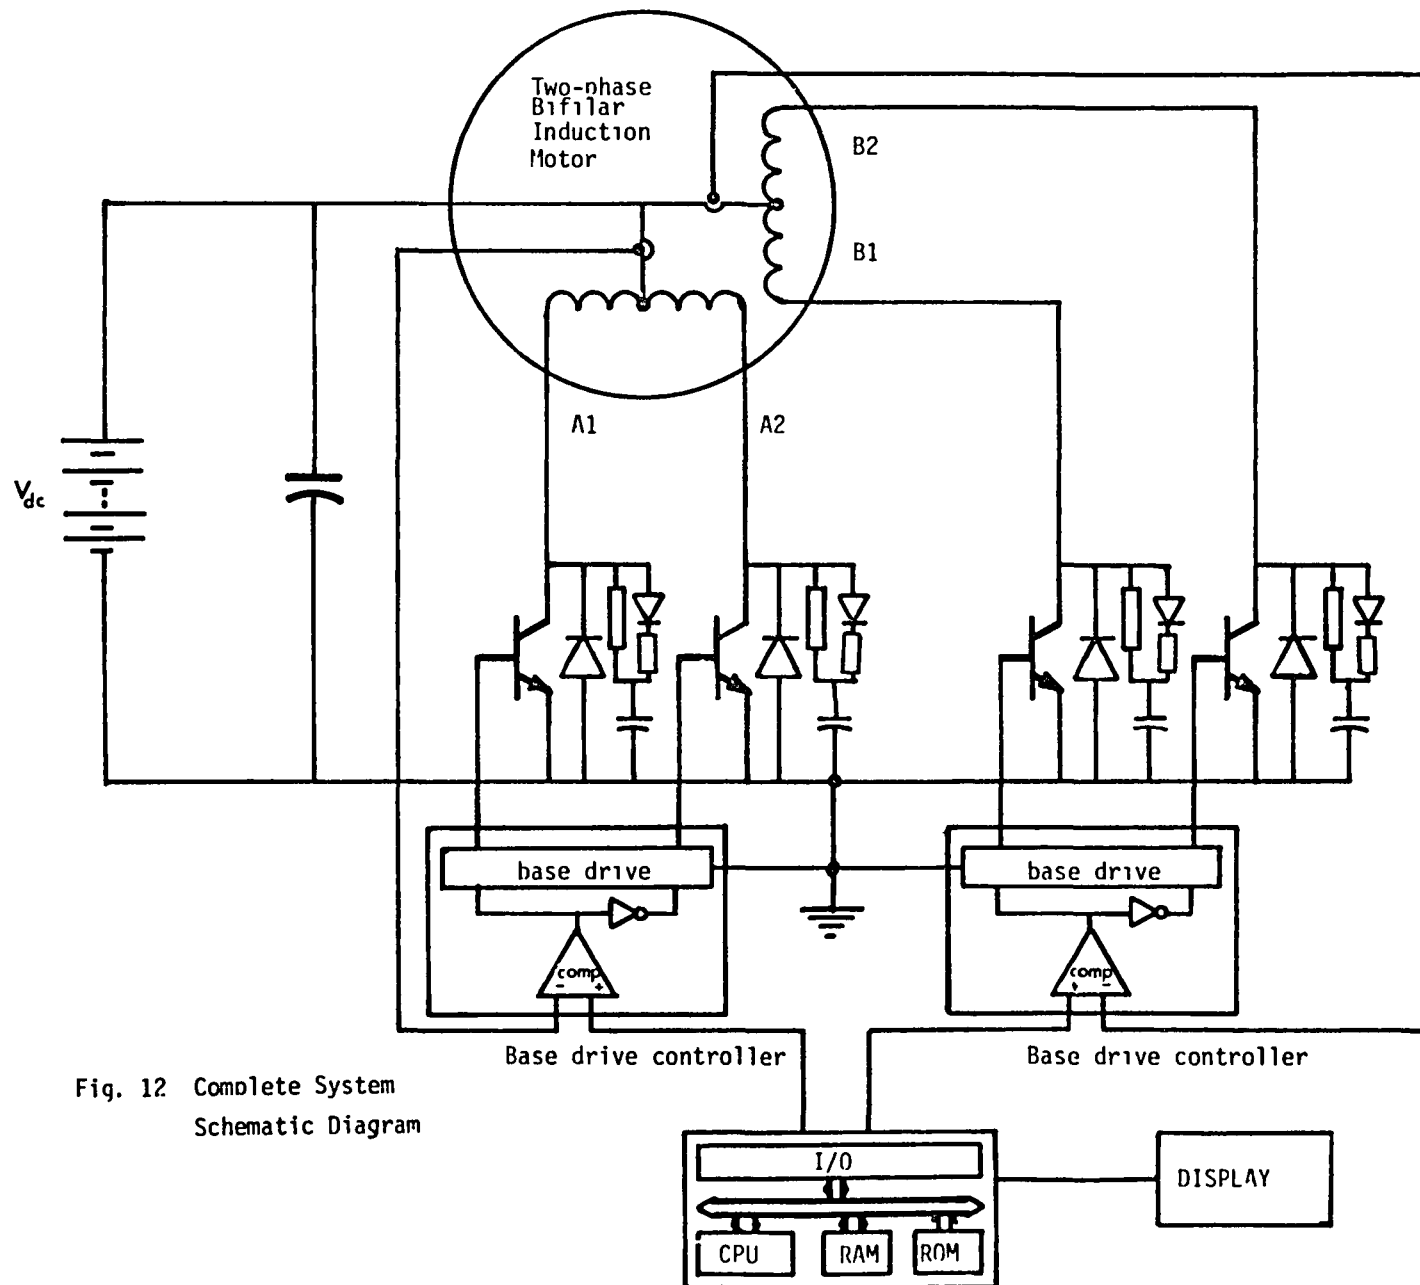 Two-phase
Bifilar
Induction
Motor
B2
B1
A1
A2
Vdc
base drive
base drive
comp
- +
comp
+ -
Base drive controller
Base drive controller
Fig. 12 Complete System
Schematic Diagram
I/O
DISPLAY
CPU
RAM
ROM